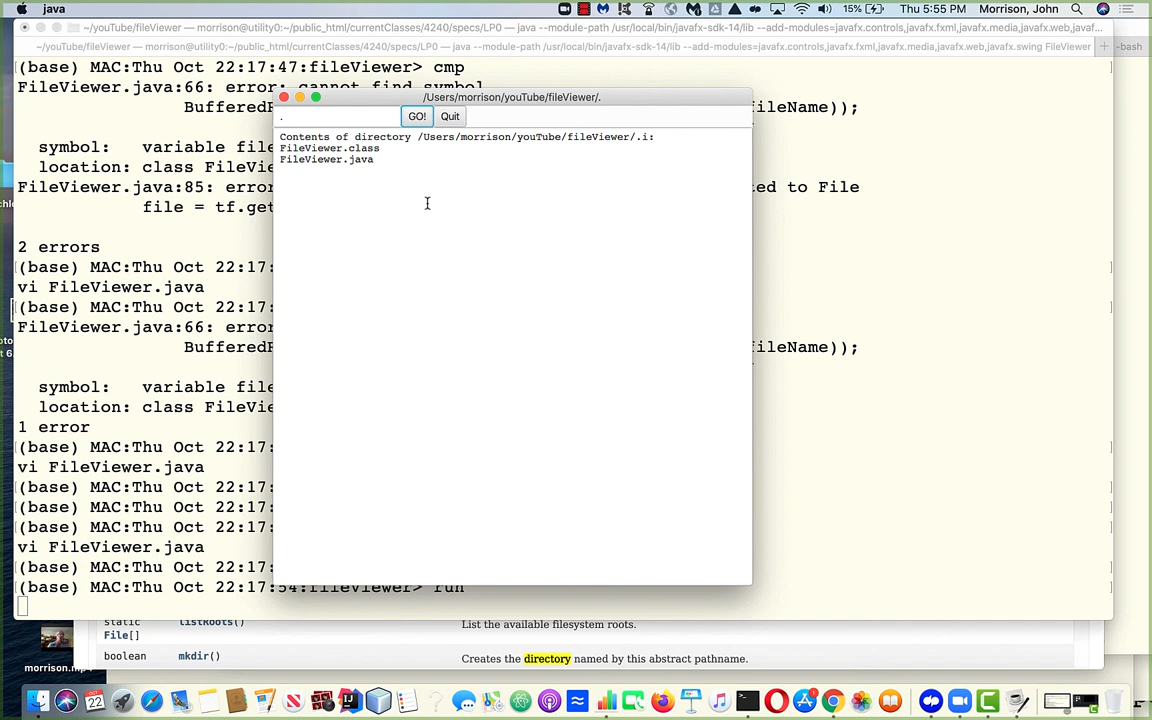 java
15%
Thu 5:55 PM
Morrison, John
~/youTube/fileViewer — morrison@utility0:~/public_html/currentClasses/4240/specs/LP0 — java --module-path /usr/local/bin/javafx-sdk-14/lib --add-modules=javafx.controls,javafx.fxml,javafx.media,javafx.web,javaf...
~/youTube/fileViewer — morrison@utility0:~/public_html/currentClasses/4240/specs/LP0 — java --module-path /usr/local/bin/javafx-sdk-14/lib --add-modules=javafx.controls,javafx.fxml,javafx.media,javafx.web,javafx.swing FileViewer
+ -bash
(base) MAC:Thu Oct 22:17:47:fileViewer> cmp
FileViewer.java:66: error: cannot find symbol
BufferedR
ileName));
symbol: variable file
location: class FileVie
FileViewer.java:85: erro
ed to File
file = tf.get
2 errors
(base) MAC:Thu Oct 22:17:
vi FileViewer.java
(base) MAC:Thu Oct 22:17:
FileViewer.java:66: erro
BufferedR
ileName));
symbol: variable file
location: class FileVie
1 error
(base) MAC:Thu Oct 22:17:
vi FileViewer.java
(base) MAC:Thu Oct 22:17:
(base) MAC:Thu Oct 22:17:
(base) MAC:Thu Oct 22:17:
vi FileViewer.java
(base) MAC:Thu Oct 22:17:
(base) MAC:Thu Oct 22:17:54:fileViewer> run
/Users/morrison/youTube/fileViewer/.
. GO! Quit
Contents of directory /Users/morrison/youTube/fileViewer/.i:
FileViewer.class
FileViewer.java
static listRoots() List the available filesystem roots.
File[]
boolean mkdir() Creates the directory named by this abstract pathname.
morrison.m
22